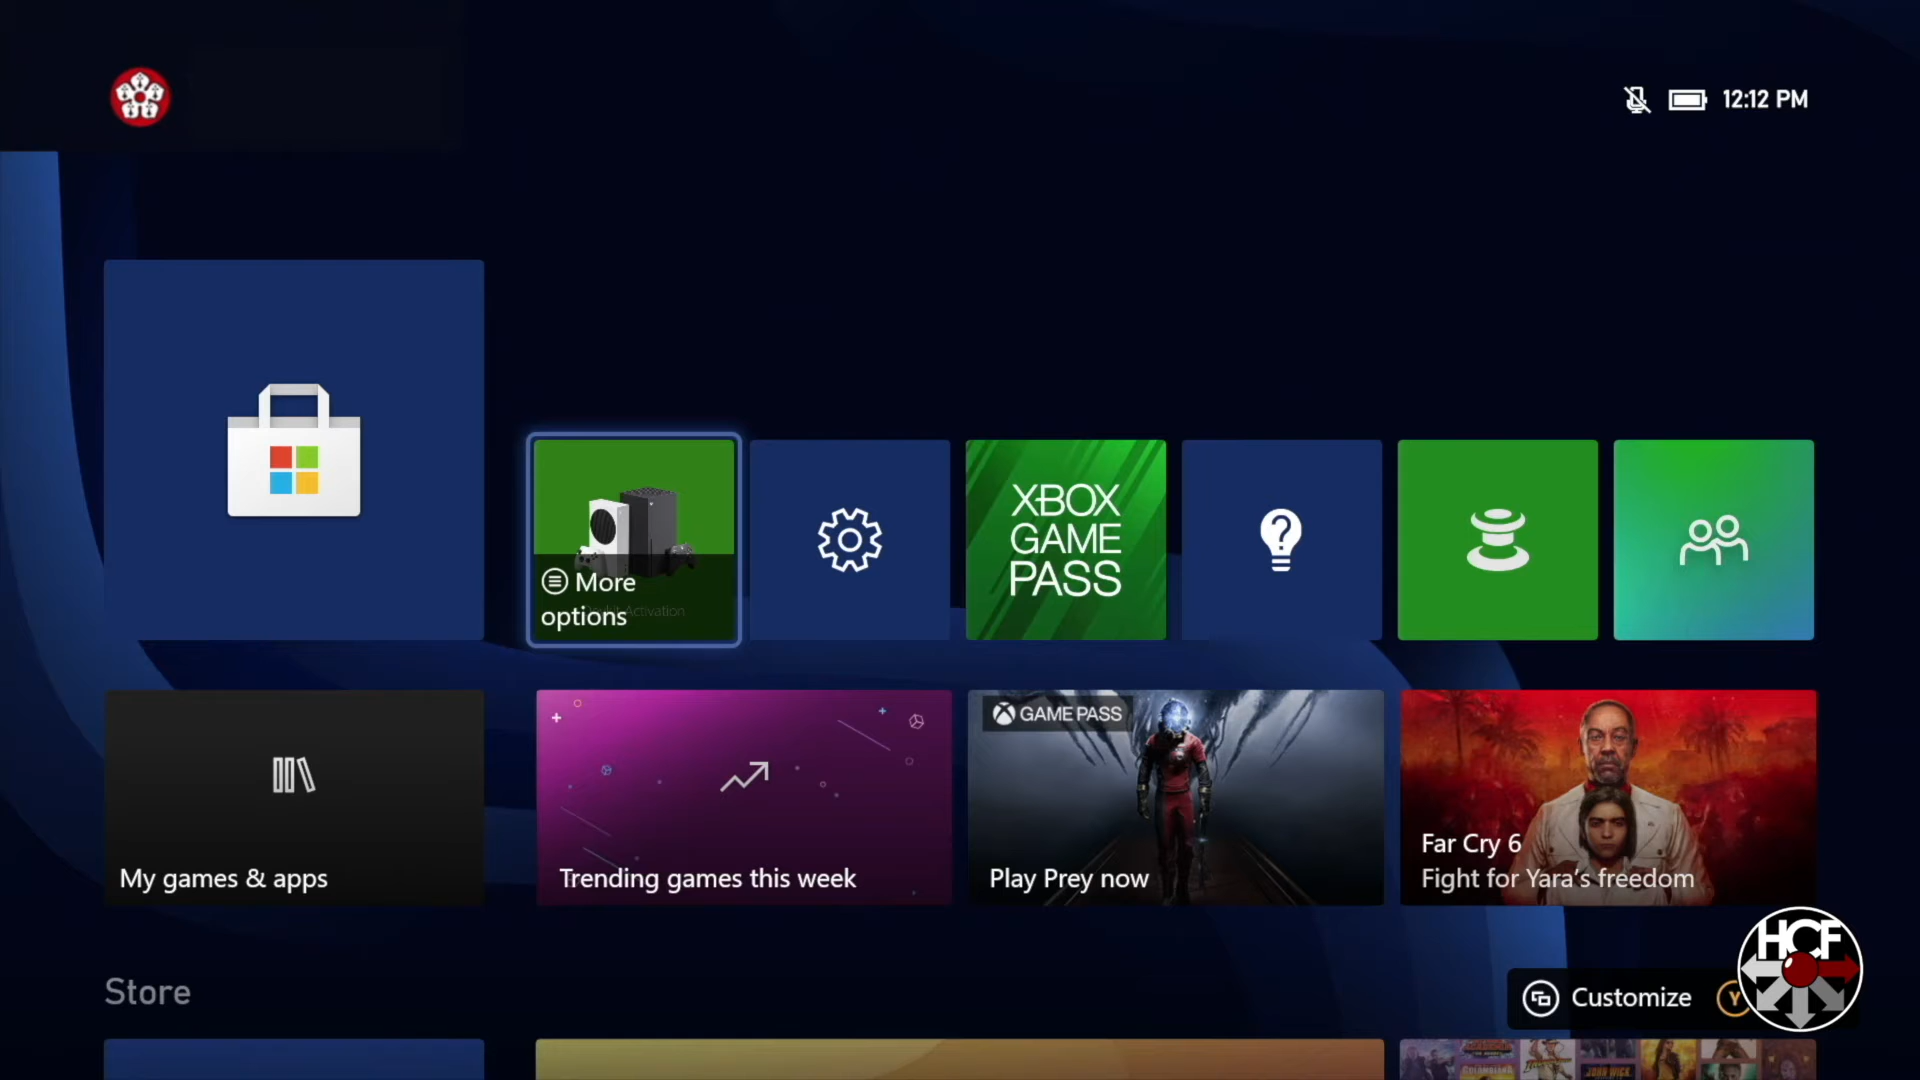 12:12 PM
XBOX
GAME
PASS
More
options
Activation
GAME PASS
My games & apps
Trending games this week
Play Prey now
Far Cry 6
Fight for Yara’s freedom
HCF
Store
Customize
Y